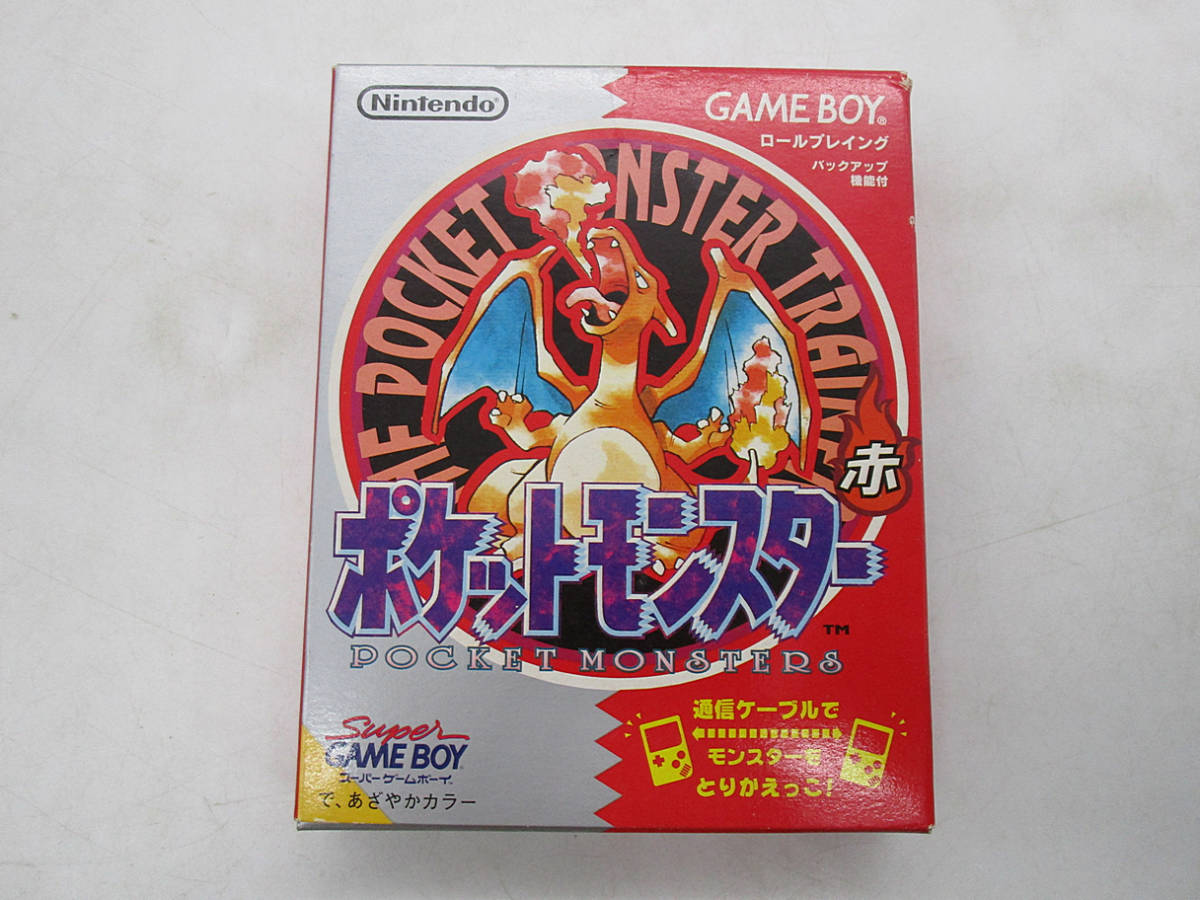 Nintendo®
GAME BOY®
ロールプレイング
バックアップ
機能付
POCKET MONSTER TRAIN
赤
ポケットモンスター
TM
POCKET MONSTERS
通信ケーブルで
モンスターを
とりかえっこ!
Super
GAME BOY
スーパーゲームボーイ
で、あざやかカラー